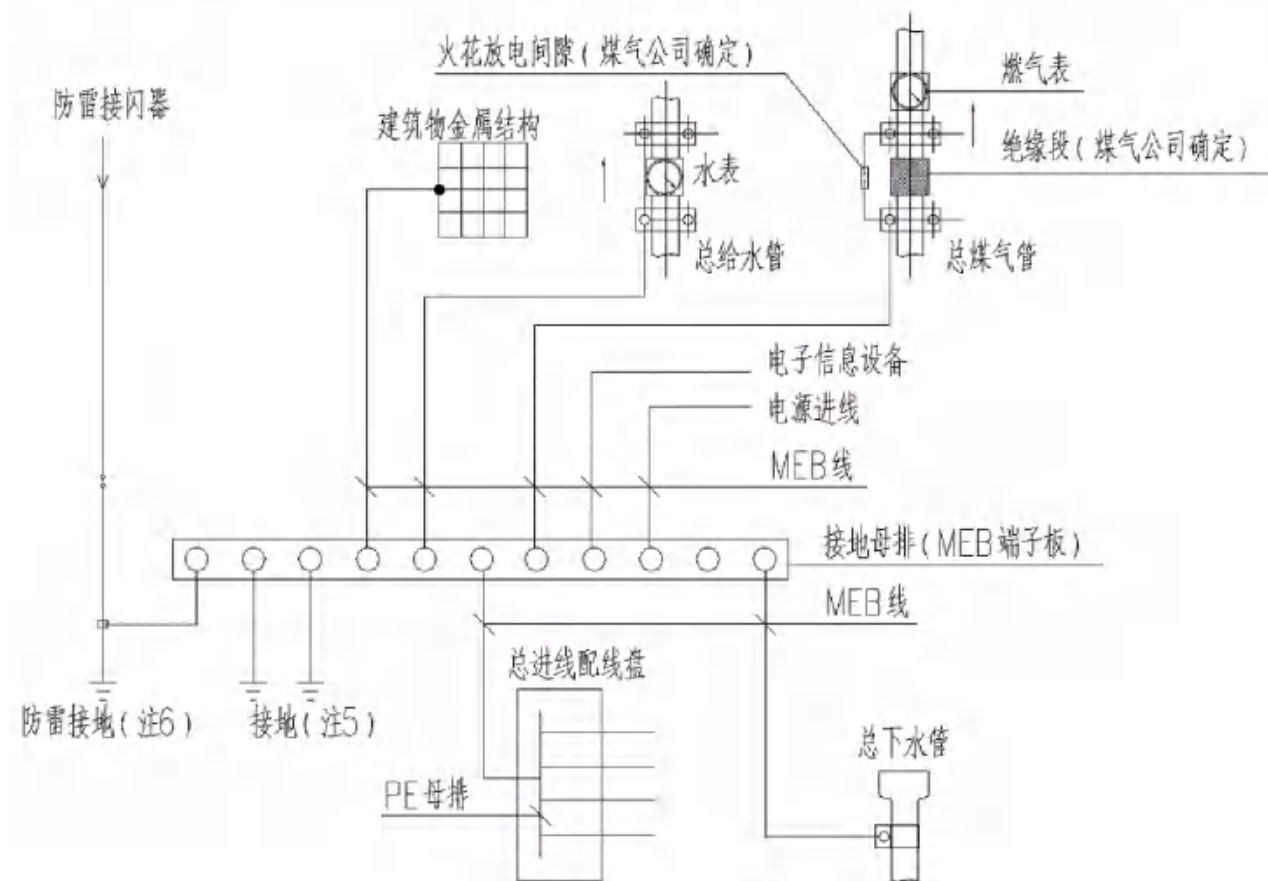 火花放电间隙(煤气公司确定)
燃气表
防雷接闪器
建筑物金属结构
水表
绝缘段(煤气公司确定)
总给水管
总煤气管
电子信息设备
电源进线
MEB线
接地母排(MEB端子板)
MEB线
总进线配线盘
防雷接地(注6)
接地(注5)
总下水管
PE母排